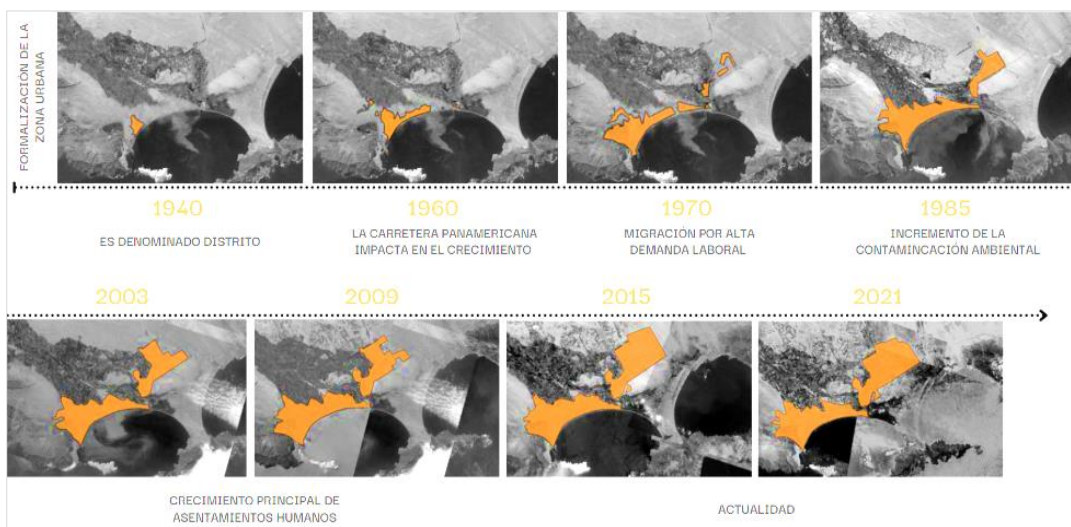 FORMALIZACIÓN DE LA
ZONA URBANA
1940
ES DENOMINADO DISTRITO
1960
LA CARRETERA PANAMERICANA
IMPACTA EN EL CRECIMIENTO
1970
MIGRACIÓN POR ALTA
DEMANDA LABORAL
1985
INCREMENTO DE LA
CONTAMINCACIÓN AMBIENTAL
2003
2009
2015
2021
CRECIMIENTO PRINCIPAL DE
ASENTAMIENTOS HUMANOS
ACTUALIDAD